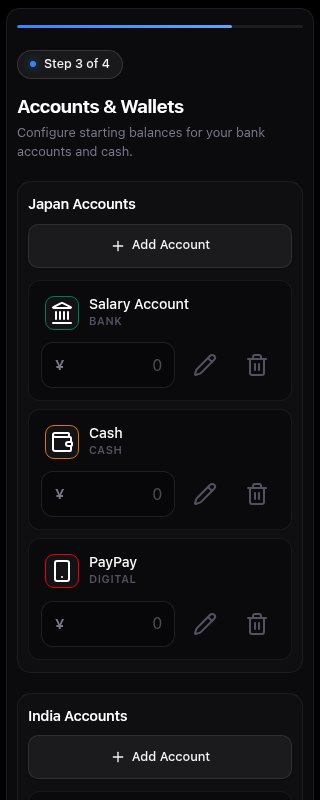 Step 3 of 4
Accounts & Wallets
Configure starting balances for your bank
accounts and cash.
Japan Accounts
+ Add Account
Salary Account
BANK
¥ 0
Cash
CASH
¥ 0
PayPay
DIGITAL
¥ 0
India Accounts
+ Add Account